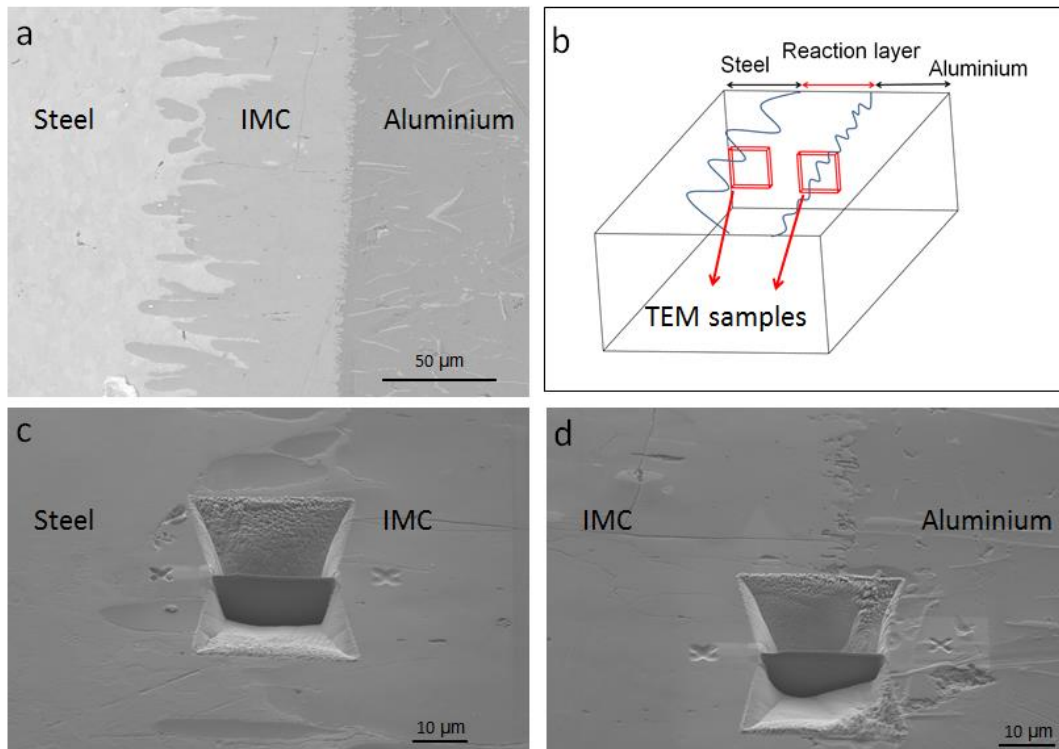 a
Steel IMC Aluminium
50 µm
b
Reaction layer
Steel Aluminium
TEM samples
c
Steel IMC
10 µm
d
IMC Aluminium
10 µm